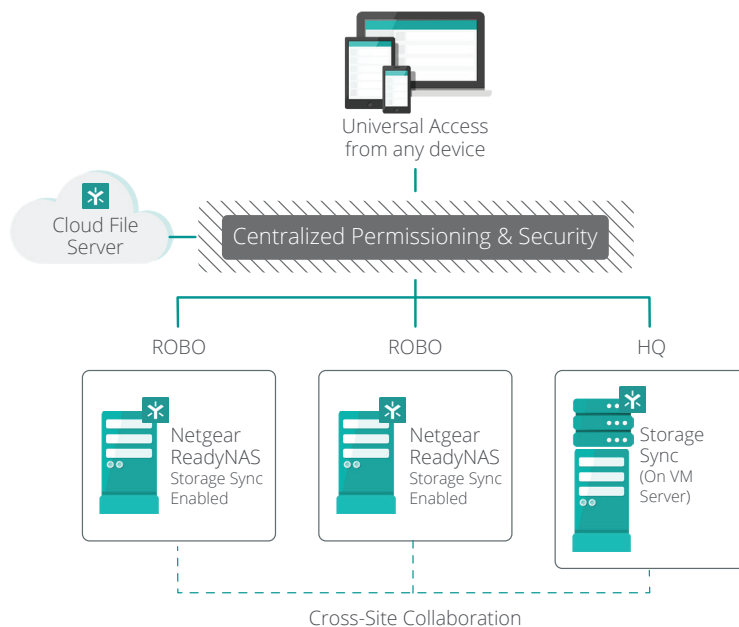 Universal Access
from any device
Cloud File
Server
Centralized Permissioning & Security
ROBO
ROBO
HQ
Netgear
ReadyNAS
Storage Sync
Enabled
Netgear
ReadyNAS
Storage Sync
Enabled
Storage
Sync
(On VM
Server)
Cross-Site Collaboration